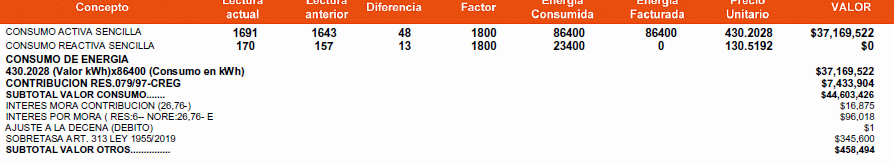 Concepto Lectura actual Lectura anterior Diferencia Factor Energia Consumida Energia Facturada Precio Unitario VALOR
CONSUMO ACTIVA SENCILLA 1691 1643 48 1800 86400 86400 430.2028 $37,169,522
CONSUMO REACTIVA SENCILLA 170 157 13 1800 23400 0 130.5192 $0
CONSUMO DE ENERGIA
430.2028 (Valor kWh)x86400 (Consumo en kWh) $37,169,522
CONTRIBUCION RES.079/97-CREG $7,433,904
SUBTOTAL VALOR CONSUMO....... $44,603,426
INTERES MORA CONTRIBUCION (26,76-) $16,875
INTERES POR MORA ( RES:6-- NORE:26,76- E $96,018
AJUSTE A LA DECENA (DEBITO) $1
SOBRETASA ART. 313 LEY 1955/2019 $345,600
SUBTOTAL VALOR OTROS............... $458,494